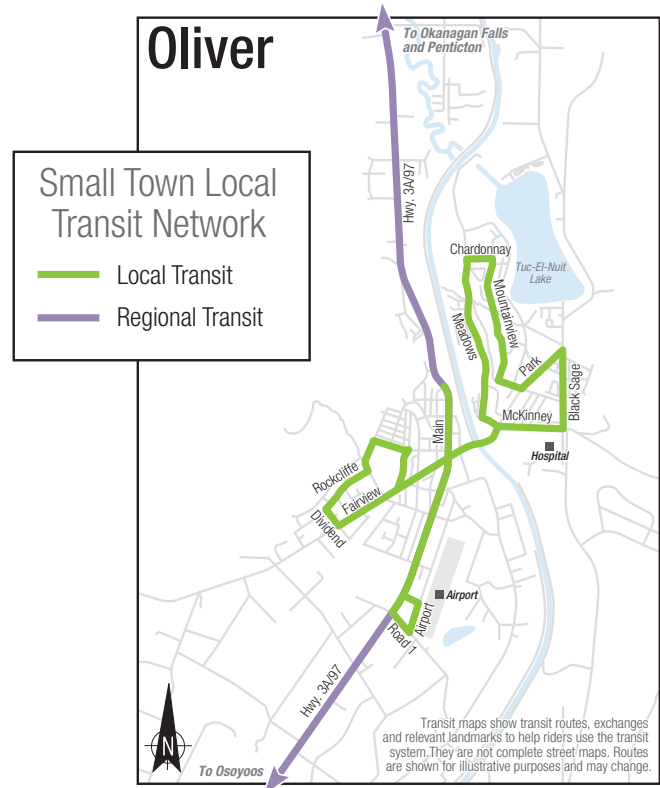 Oliver
To Okanagan Falls
and Penticton
Small Town Local
Transit Network
Local Transit
Regional Transit
Hwy. 3A/97
Chardonnay
Tuc-El-Nuit
Lake
Mountainview
Meadows
Park
Black Sage
McKinney
Main
Hospital
Rockcliffe
Fairview
Dividend
Airport
Airport
Road 1
Hwy. 3A/97
N
To Osoyoos
Transit maps show transit routes, exchanges
and relevant landmarks to help riders use the transit
system.They are not complete street maps. Routes
are shown for illustrative purposes and may change.